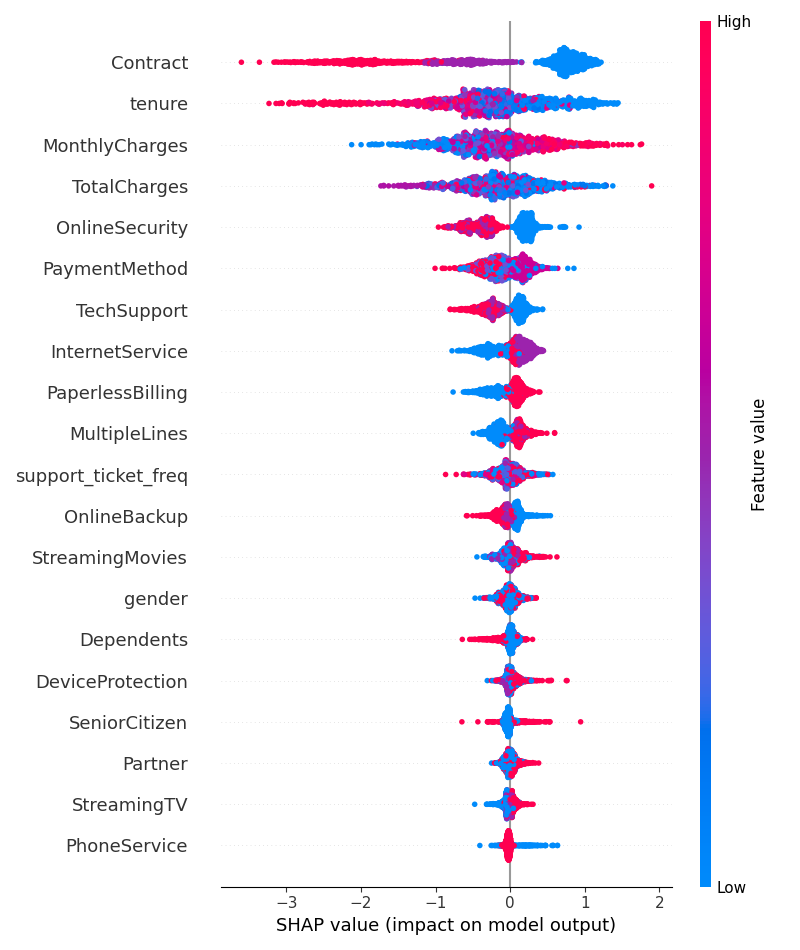 High
Contract
tenure
MonthlyCharges
TotalCharges
OnlineSecurity
PaymentMethod
TechSupport
InternetService
PaperlessBilling
MultipleLines
support_ticket_freq
OnlineBackup
StreamingMovies
gender
Dependents
DeviceProtection
SeniorCitizen
Partner
StreamingTV
PhoneService
Feature value
Low
−3 −2 −1 0 1 2
SHAP value (impact on model output)